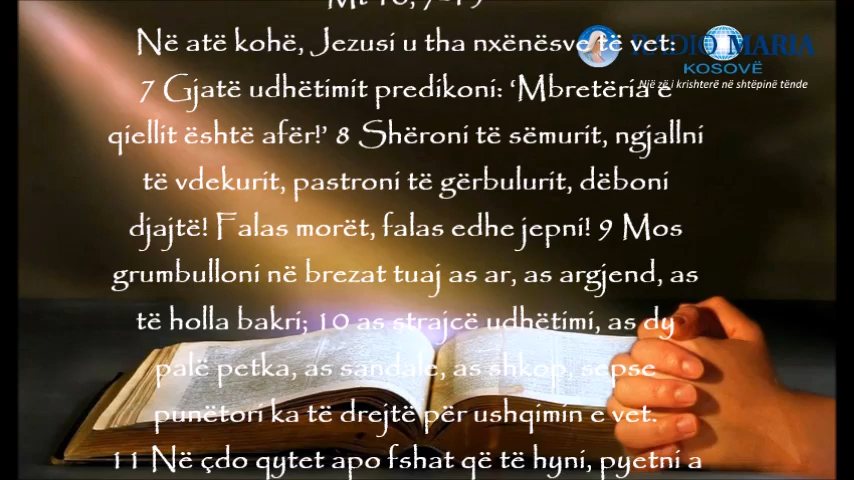 Në atë kohë, Jezusi u tha nxënësve të vet:
7 Gjatë udhëtimit predikoni: ‘Mbretëria e
qiellit është afër!’ 8 Shëroni të sëmurit, ngjallni
të vdekurit, pastroni të gërbulurit, dëboni
djajtë! Falas morët, falas edhe jepni! 9 Mos
grumbulloni në brezat tuaj as ar, as argjend, as
të holla bakri; 10 as strajcë udhëtimi, as dy
palë petka, as sandale, as shkop, sepse
punëtori ka të drejtë për ushqimin e vet.
11 Në çdo qytet apo fshat që të hyni, pyetni a
RADIO MARIA
KOSOVË
Një zë i krishterë në shtëpinë tënde